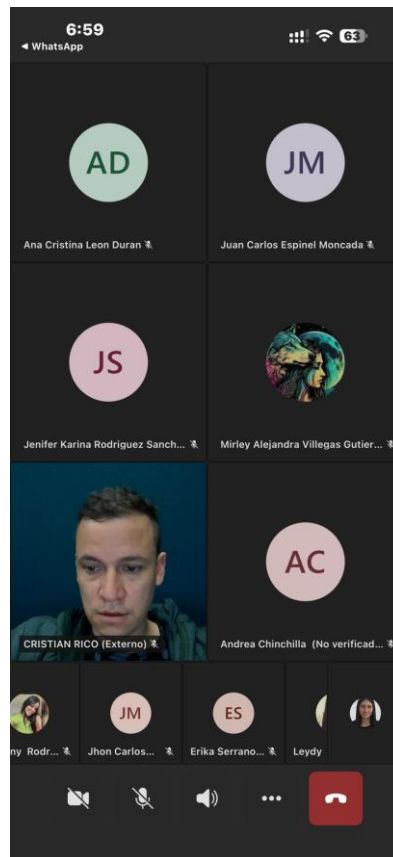 6:59
63
◄ WhatsApp
AD
JM
Ana Cristina Leon Duran
Juan Carlos Espinel Moncada
JS
Jenifer Karina Rodriguez Sanch...
Mirley Alejandra Villegas Gutier...
AC
CRISTIAN RICO (Externo)
Andrea Chinchilla (No verificad...
JM
ES
ny Rodr...
Jhon Carlos...
Erika Serrano...
Leydy